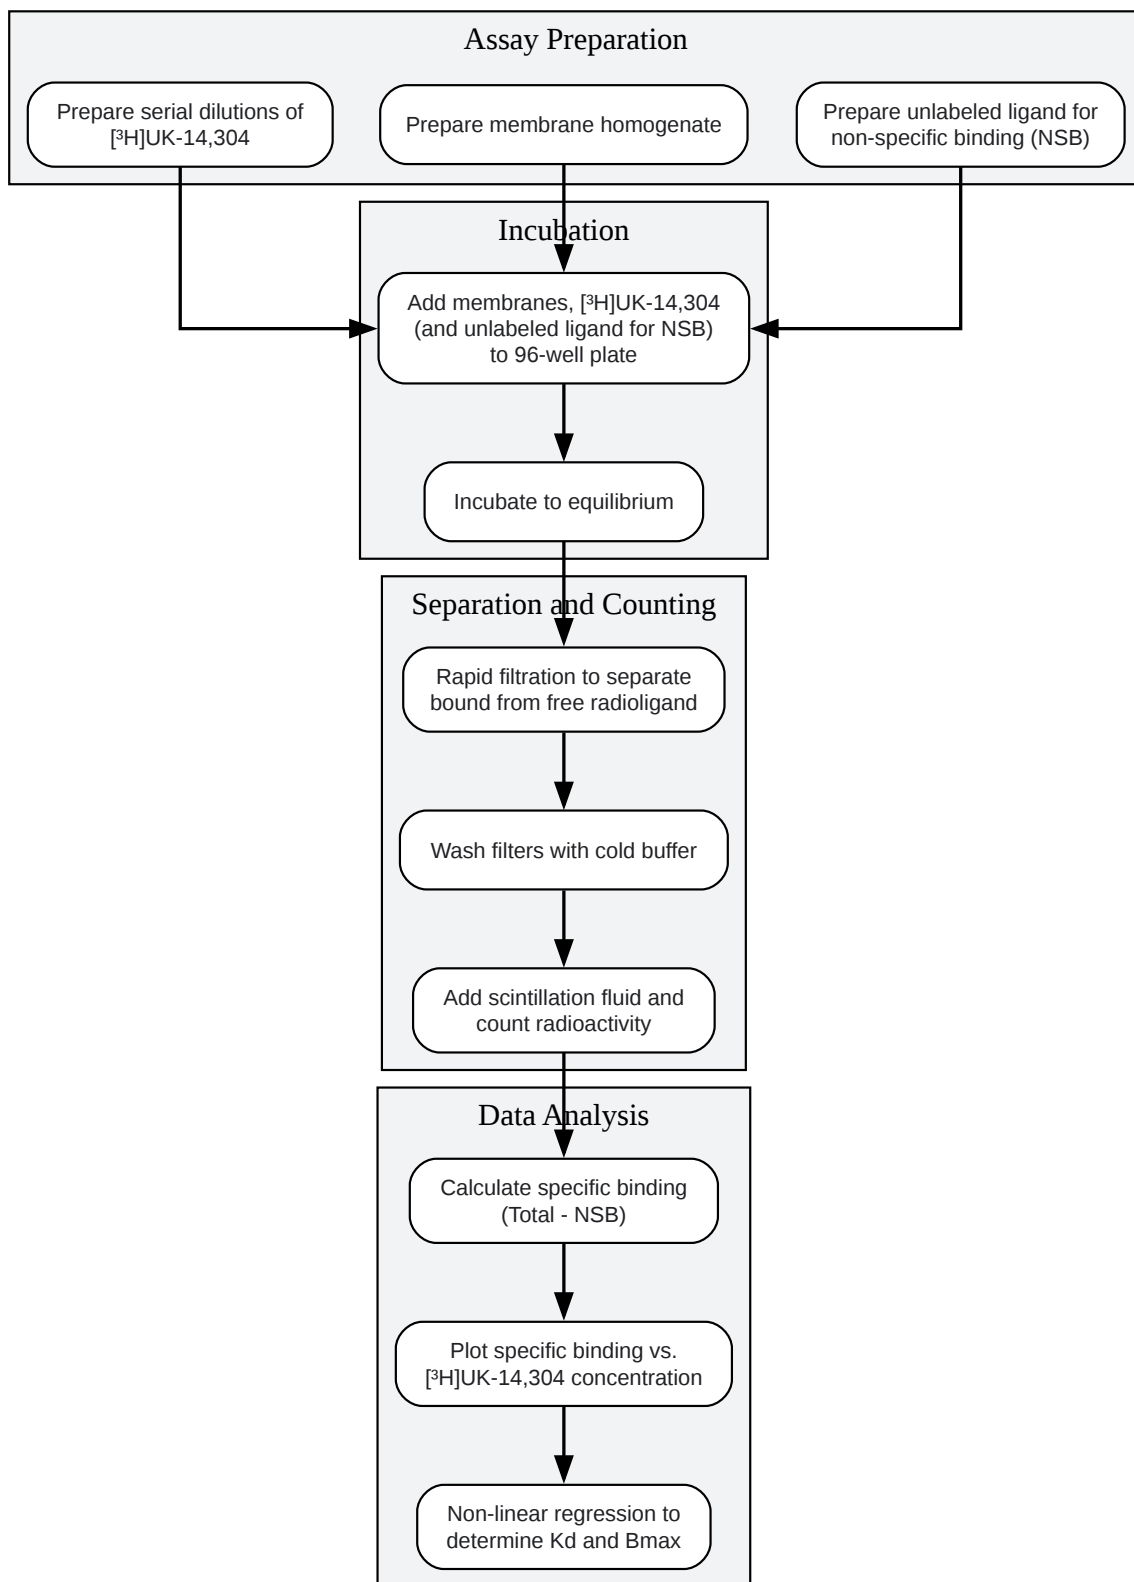 Assay Preparation
Prepare serial dilutions of
[³H]UK-14,304
Prepare membrane homogenate
Prepare unlabeled ligand for
non-specific binding (NSB)
Incubation
Add membranes, [³H]UK-14,304
(and unlabeled ligand for NSB)
to 96-well plate
Incubate to equilibrium
Separation and Counting
Rapid filtration to separate
bound from free radioligand
Wash filters with cold buffer
Add scintillation fluid and
count radioactivity
Data Analysis
Calculate specific binding
(Total - NSB)
Plot specific binding vs.
[³H]UK-14,304 concentration
Non-linear regression to
determine Kd and Bmax